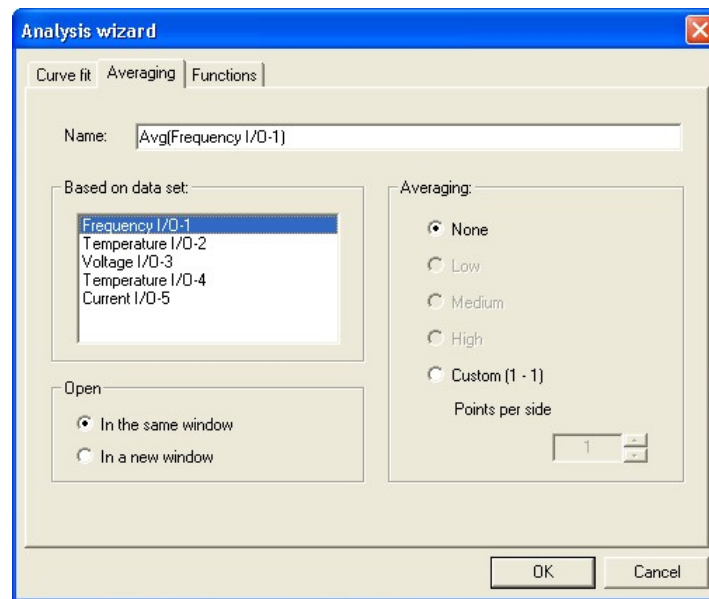 Analysis wizard
Curve fit
Averaging
Functions
Name:
Avg(Frequency I/O-1)
Based on data set:
Frequency I/O-1
Temperature I/O-2
Voltage I/O-3
Temperature I/O-4
Current I/O-5
Open
In the same window
In a new window
Averaging:
None
Low
Medium
High
Custom (1 - 1)
Points per side
1
OK
Cancel